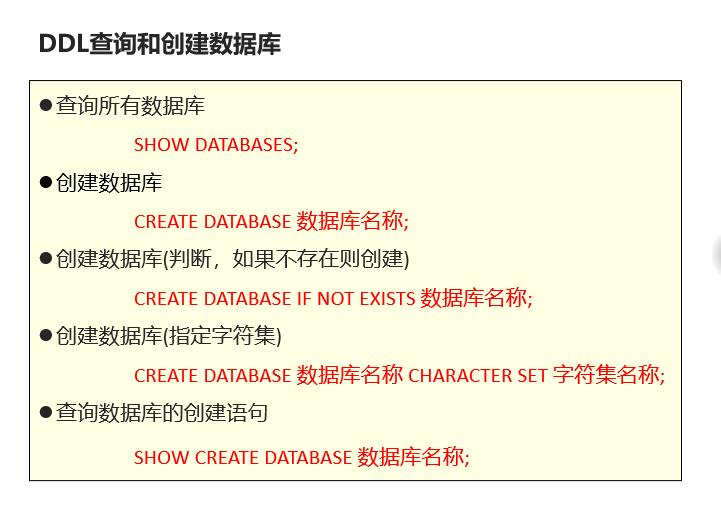 DDL查询和创建数据库
●查询所有数据库
SHOW DATABASES;
●创建数据库
CREATE DATABASE 数据库名称;
●创建数据库(判断，如果不存在则创建)
CREATE DATABASE IF NOT EXISTS 数据库名称;
●创建数据库(指定字符集)
CREATE DATABASE 数据库名称 CHARACTER SET 字符集名称;
●查询数据库的创建语句
SHOW CREATE DATABASE 数据库名称;